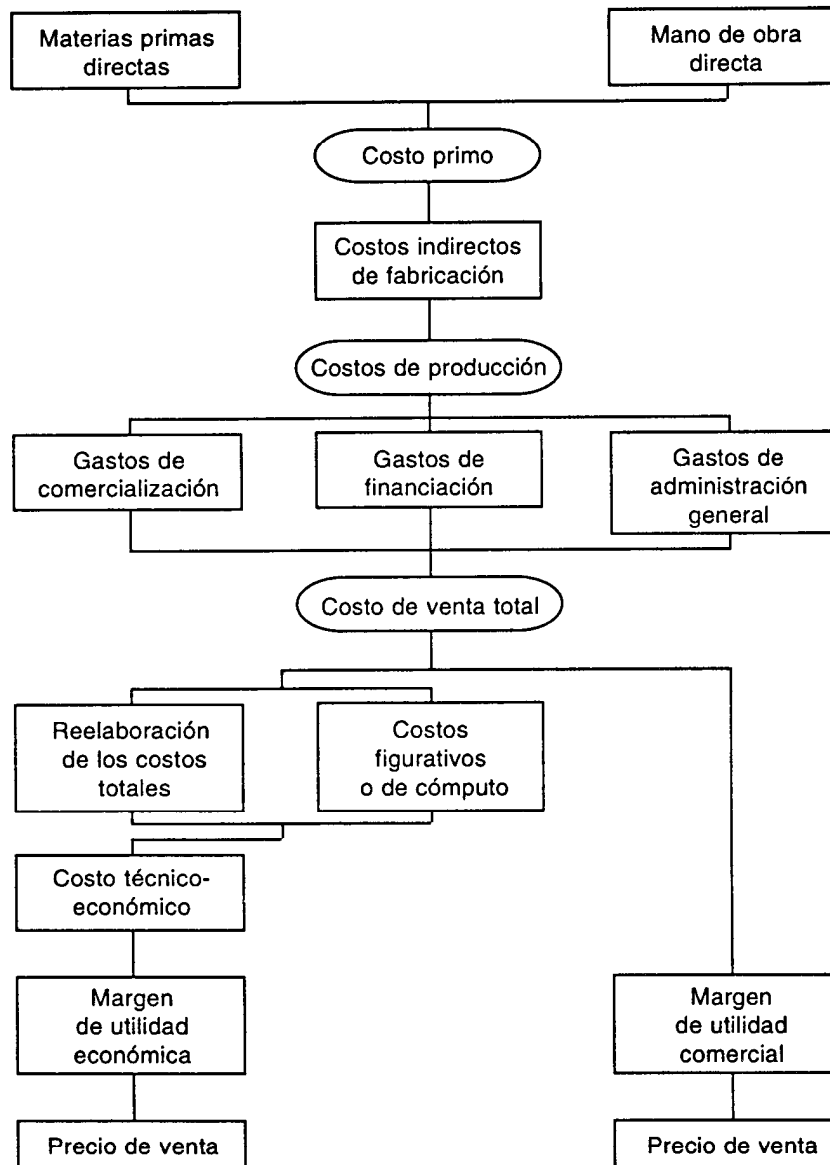 Materias primas
directas
Mano de obra
directa
Costo primo
Costos indirectos
de fabricación
Costos de producción
Gastos de
comercialización
Gastos de
financiación
Gastos de
administración
general
Costo de venta total
Reelaboración
de los costos
totales
Costos
figurativos
o de cómputo
Costo técnico-
económico
Margen
de utilidad
económica
Margen
de utilidad
comercial
Precio de venta
Precio de venta